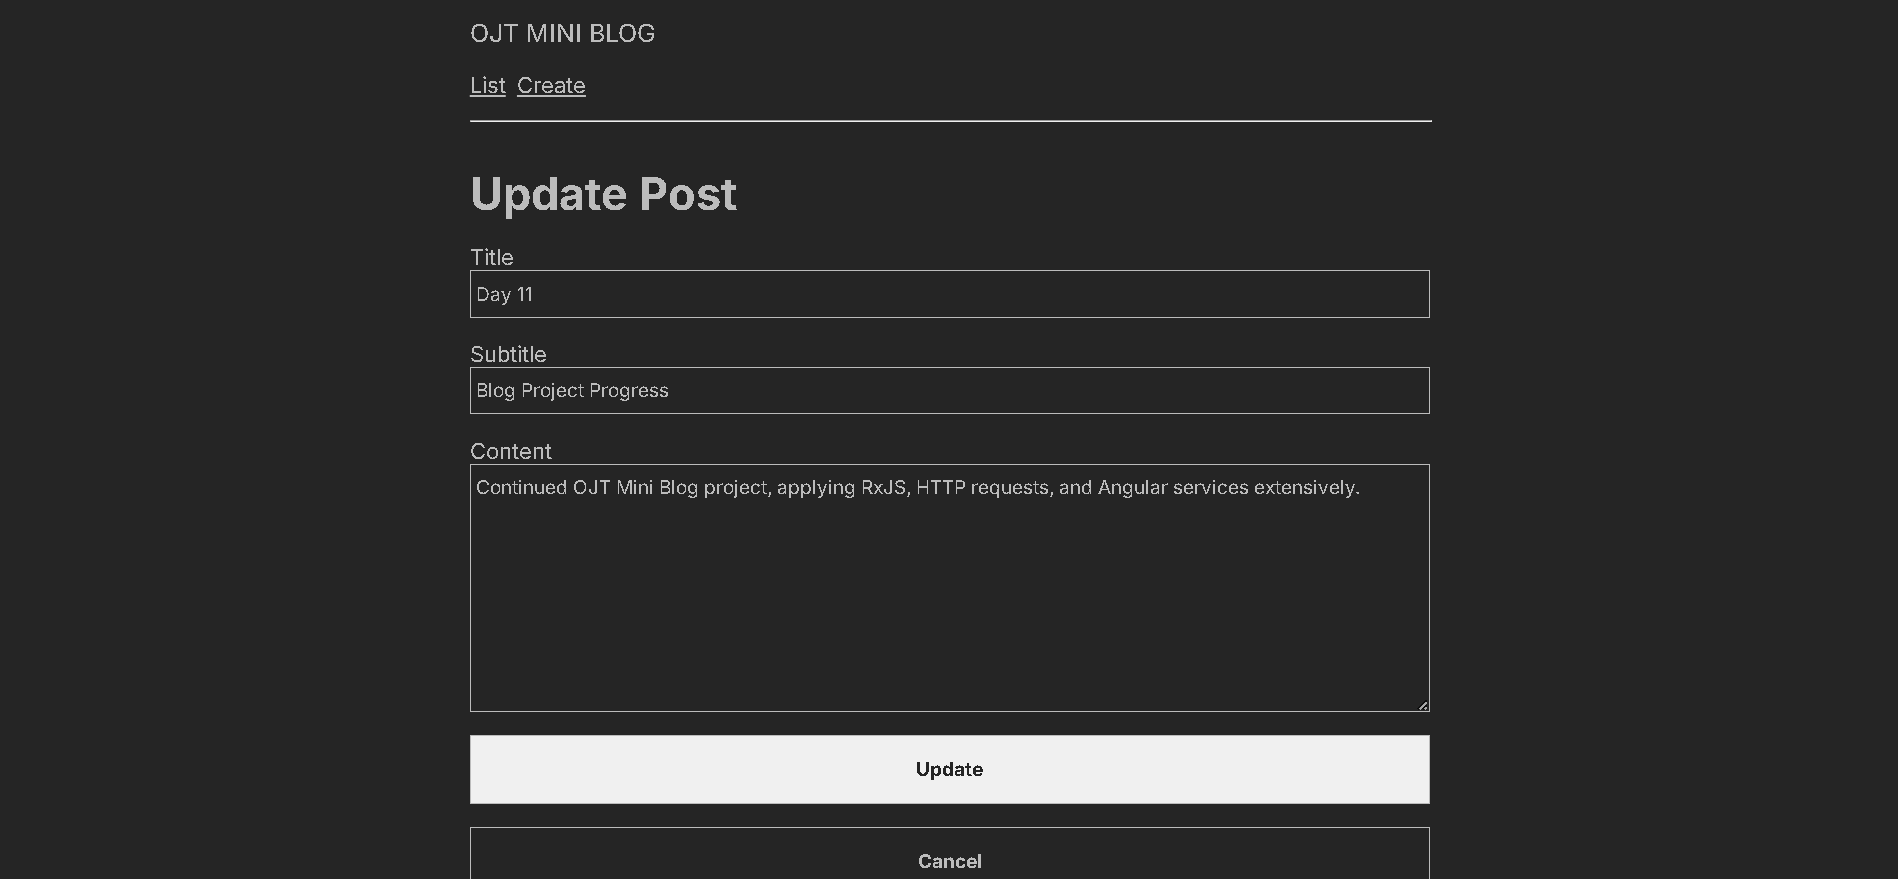 OJT MINI BLOG
List Create
Update Post
Title
Day 11
Subtitle
Blog Project Progress
Content
Continued OJT Mini Blog project, applying RxJS, HTTP requests, and Angular services extensively.
Update
Cancel